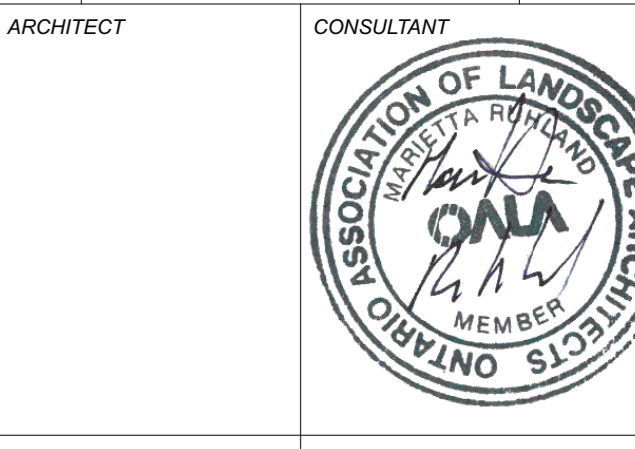 ARCHITECT
CONSULTANT
ONTARIO ASSOCIATION OF LANDSCAPE ARCHITECTS
MARIETTA RUHLAND
OALA
MEMBER